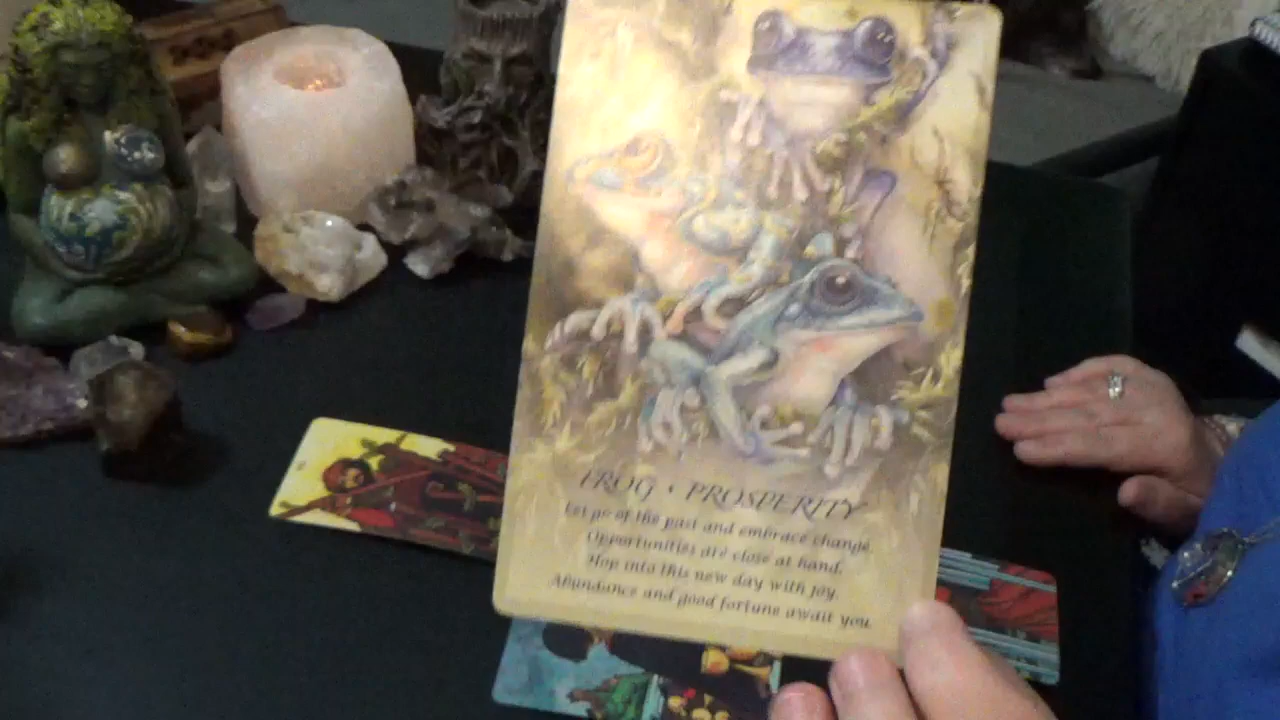 FROG • PROSPERITY
Let go of the past and embrace change.
Opportunities are close at hand.
Hop into this new day with joy.
Abundance and good fortune await you.